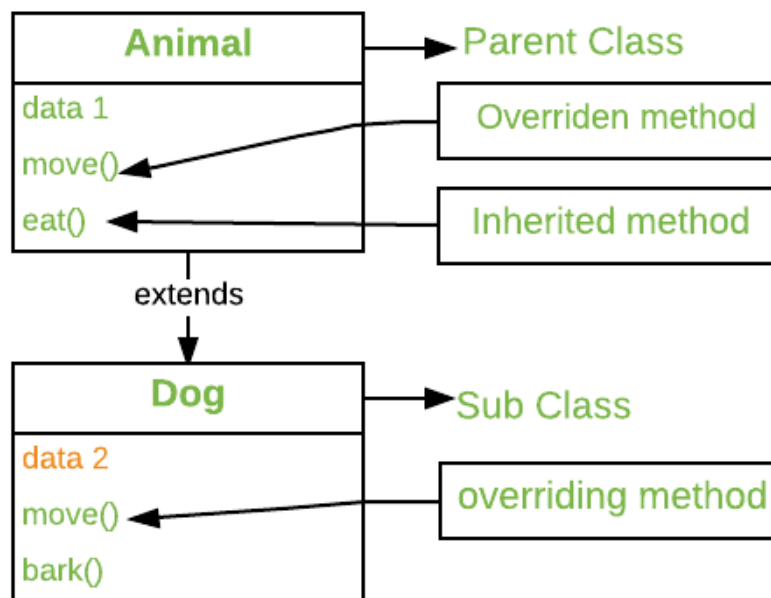 Animal
Parent Class
data 1
Overriden method
move()
eat()
Inherited method
extends
Dog
Sub Class
data 2
move()
overriding method
bark()